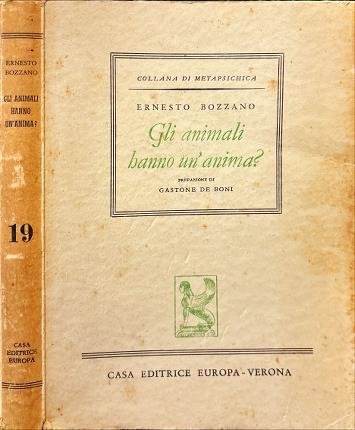 ERNESTO
BOZZANO
GLI ANIMALI
HANNO
UN'ANIMA?
19
CASA
EDITRICE
EUROPA
COLLANA DI METAPSICHICA
ERNESTO BOZZANO
Gli animali
hanno un'anima?
PREFAZIONE DI
GASTONE DE BONI
CASA EDITRICE EUROPA - VERONA